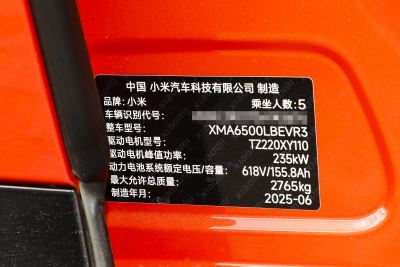 中国 小米汽车科技有限公司 制造
品牌: 小米 乘坐人数: 5
车辆识别代号:
整车型号: XMA6500LBEVR3
驱动电机型号: TZ220XY110
驱动电机峰值功率: 235kW
动力电池系统额定电压/容量: 618V/155.8Ah
最大允许总质量: 2765kg
制造年月: 2025-06